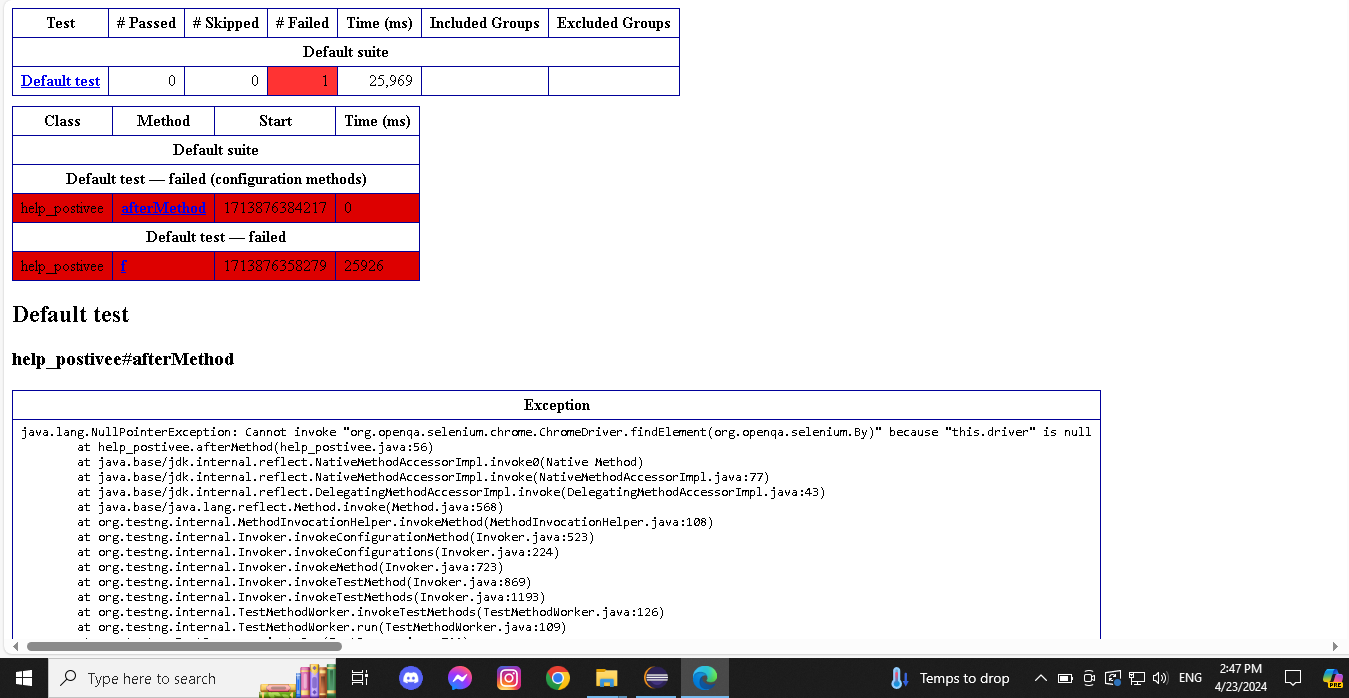 Test # Passed # Skipped # Failed Time (ms) Included Groups Excluded Groups
Default suite
Default test 0 0 1 25,969
Class Method Start Time (ms)
Default suite
Default test — failed (configuration methods)
help_postivee afterMethod 1713876384217 0
Default test — failed
help_postivee f 1713876358279 25926
Default test
help_postivee#afterMethod
Exception
java.lang.NullPointerException: Cannot invoke "org.openqa.selenium.chrome.ChromeDriver.findElement(org.openqa.selenium.By)" because "this.driver" is null
at help_postivee.afterMethod(help_postivee.java:56)
at java.base/jdk.internal.reflect.NativeMethodAccessorImpl.invoke0(Native Method)
at java.base/jdk.internal.reflect.NativeMethodAccessorImpl.invoke(NativeMethodAccessorImpl.java:77)
at java.base/jdk.internal.reflect.DelegatingMethodAccessorImpl.invoke(DelegatingMethodAccessorImpl.java:43)
at java.base/java.lang.reflect.Method.invoke(Method.java:568)
at org.testng.internal.MethodInvocationHelper.invokeMethod(MethodInvocationHelper.java:108)
at org.testng.internal.Invoker.invokeConfigurationMethod(Invoker.java:523)
at org.testng.internal.Invoker.invokeConfigurations(Invoker.java:224)
at org.testng.internal.Invoker.invokeMethod(Invoker.java:723)
at org.testng.internal.Invoker.invokeTestMethod(Invoker.java:869)
at org.testng.internal.Invoker.invokeTestMethods(Invoker.java:1193)
at org.testng.internal.TestMethodWorker.invokeTestMethods(TestMethodWorker.java:126)
at org.testng.internal.TestMethodWorker.run(TestMethodWorker.java:109)
Type here to search
Temps to drop
ENG
2:47 PM
4/23/2024
PRE